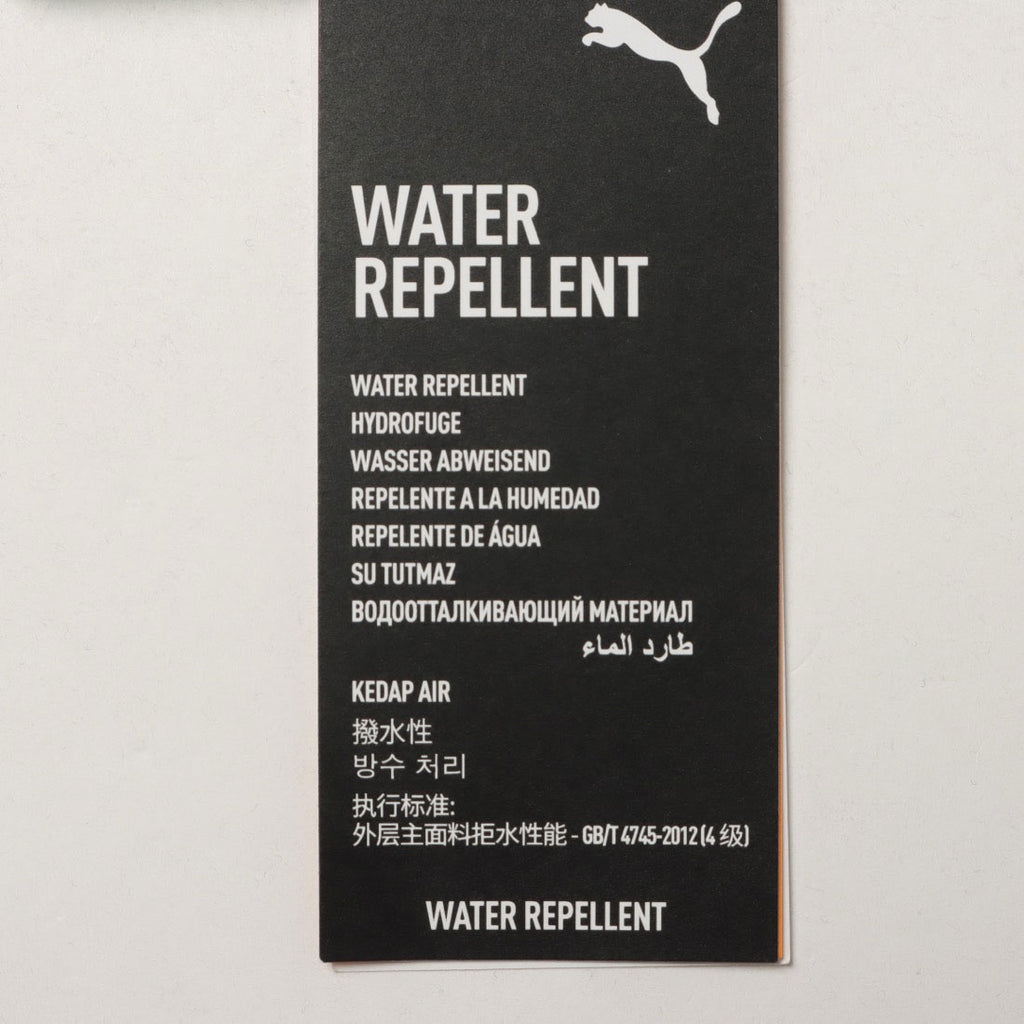 WATER
REPELLENT
WATER REPELLENT
HYDROFUGE
WASSER ABWEISEND
REPELENTE A LA HUMEDAD
REPELENTE DE ÁGUA
SU TUTMAZ
ВОДООТТАЛКИВАЮЩИЙ МАТЕРИАЛ
طارد الماء
KEDAP AIR
撥水性
방수 처리
执行标准:
外层主面料拒水性能 - GB/T 4745-2012 (4 级)
WATER REPELLENT